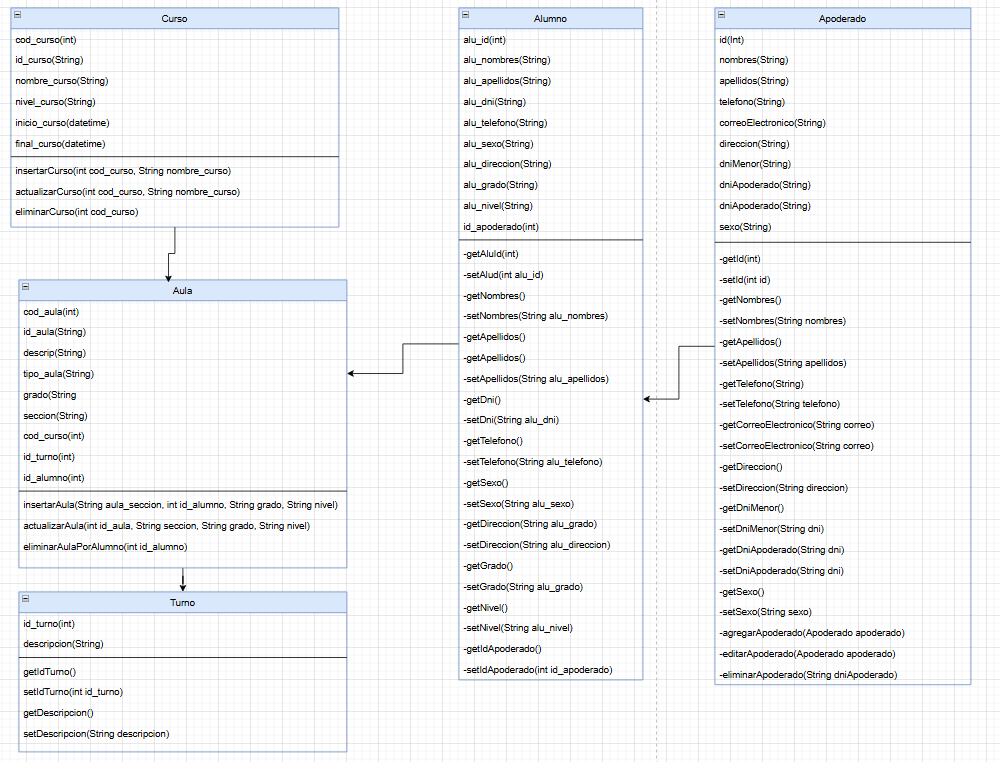 Curso
cod_curso(int)
id_curso(String)
nombre_curso(String)
nivel_curso(String)
inicio_curso(datetime)
final_curso(datetime)
insertarCurso(int cod_curso, String nombre_curso)
actualizarCurso(int cod_curso, String nombre_curso)
eliminarCurso(int cod_curso)
Aula
cod_aula(int)
id_aula(String)
descrip(String)
tipo_aula(String)
grado(String
seccion(String)
cod_curso(int)
id_turno(int)
id_alumno(int)
insertarAula(String aula_seccion, int id_alumno, String grado, String nivel)
actualizarAula(int id_aula, String seccion, String grado, String nivel)
eliminarAulaPorAlumno(int id_alumno)
Turno
id_turno(int)
descripcion(String)
getIdTurno()
setIdTurno(int id_turno)
getDescripcion()
setDescripcion(String descripcion)
Alumno
alu_id(int)
alu_nombres(String)
alu_apellidos(String)
alu_dni(String)
alu_telefono(String)
alu_sexo(String)
alu_direccion(String)
alu_grado(String)
alu_nivel(String)
id_apoderado(int)
-getAluId(int)
-setAlud(int alu_id)
-getNombres()
-setNombres(String alu_nombres)
-getApellidos()
-getApellidos()
-setApellidos(String alu_apellidos)
-getDni()
-setDni(String alu_dni)
-getTelefono()
-setTelefono(String alu_telefono)
-getSexo()
-setSexo(String alu_sexo)
-getDireccion(String alu_grado)
-setDireccion(String alu_direccion)
-getGrado()
-setGrado(String alu_grado)
-getNivel()
-setNivel(String alu_nivel)
-getIdApoderado()
-setIdApoderado(int id_apoderado)
Apoderado
id(Int)
nombres(String)
apellidos(String)
telefono(String)
correoElectronico(String)
direccion(String)
dniMenor(String)
dniApoderado(String)
dniApoderado(String)
sexo(String)
-getId(int)
-setId(int id)
-getNombres()
-setNombres(String nombres)
-getApellidos()
-setApellidos(String apellidos)
-getTelefono(String)
-setTelefono(String telefono)
-getCorreoElectronico(String correo)
-setCorreoElectronico(String correo)
-getDireccion()
-setDireccion(String direccion)
-getDniMenor()
-setDniMenor(String dni)
-getDniApoderado(String dni)
-setDniApoderado(String dni)
-getSexo()
-setSexo(String sexo)
-agregarApoderado(Apoderado apoderado)
-editarApoderado(Apoderado apoderado)
-eliminarApoderado(String dniApoderado)